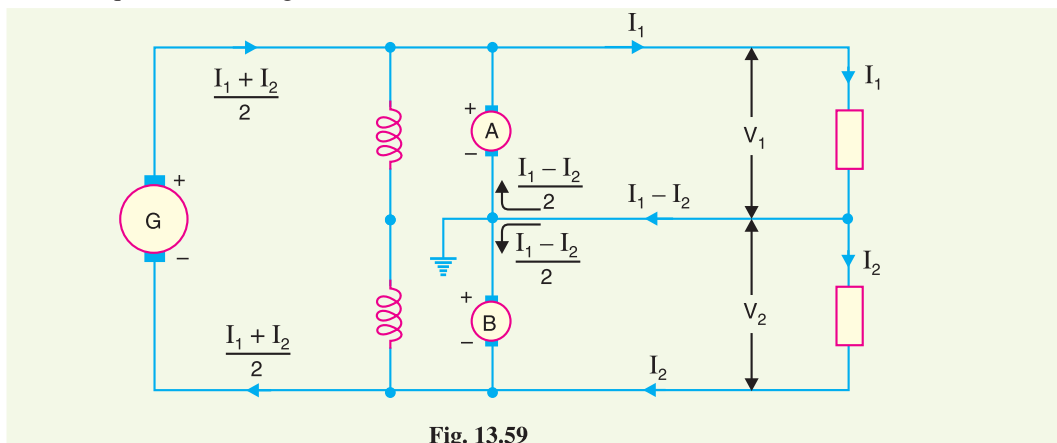 I₁
I₁ + I₂
2
I₁
+
A
–
V₁
I₁ – I₂
2
I₁ – I₂
+
G
–
I₁ – I₂
2
I₂
+
B
–
V₂
I₁ + I₂
2
I₂
Fig. 13.59